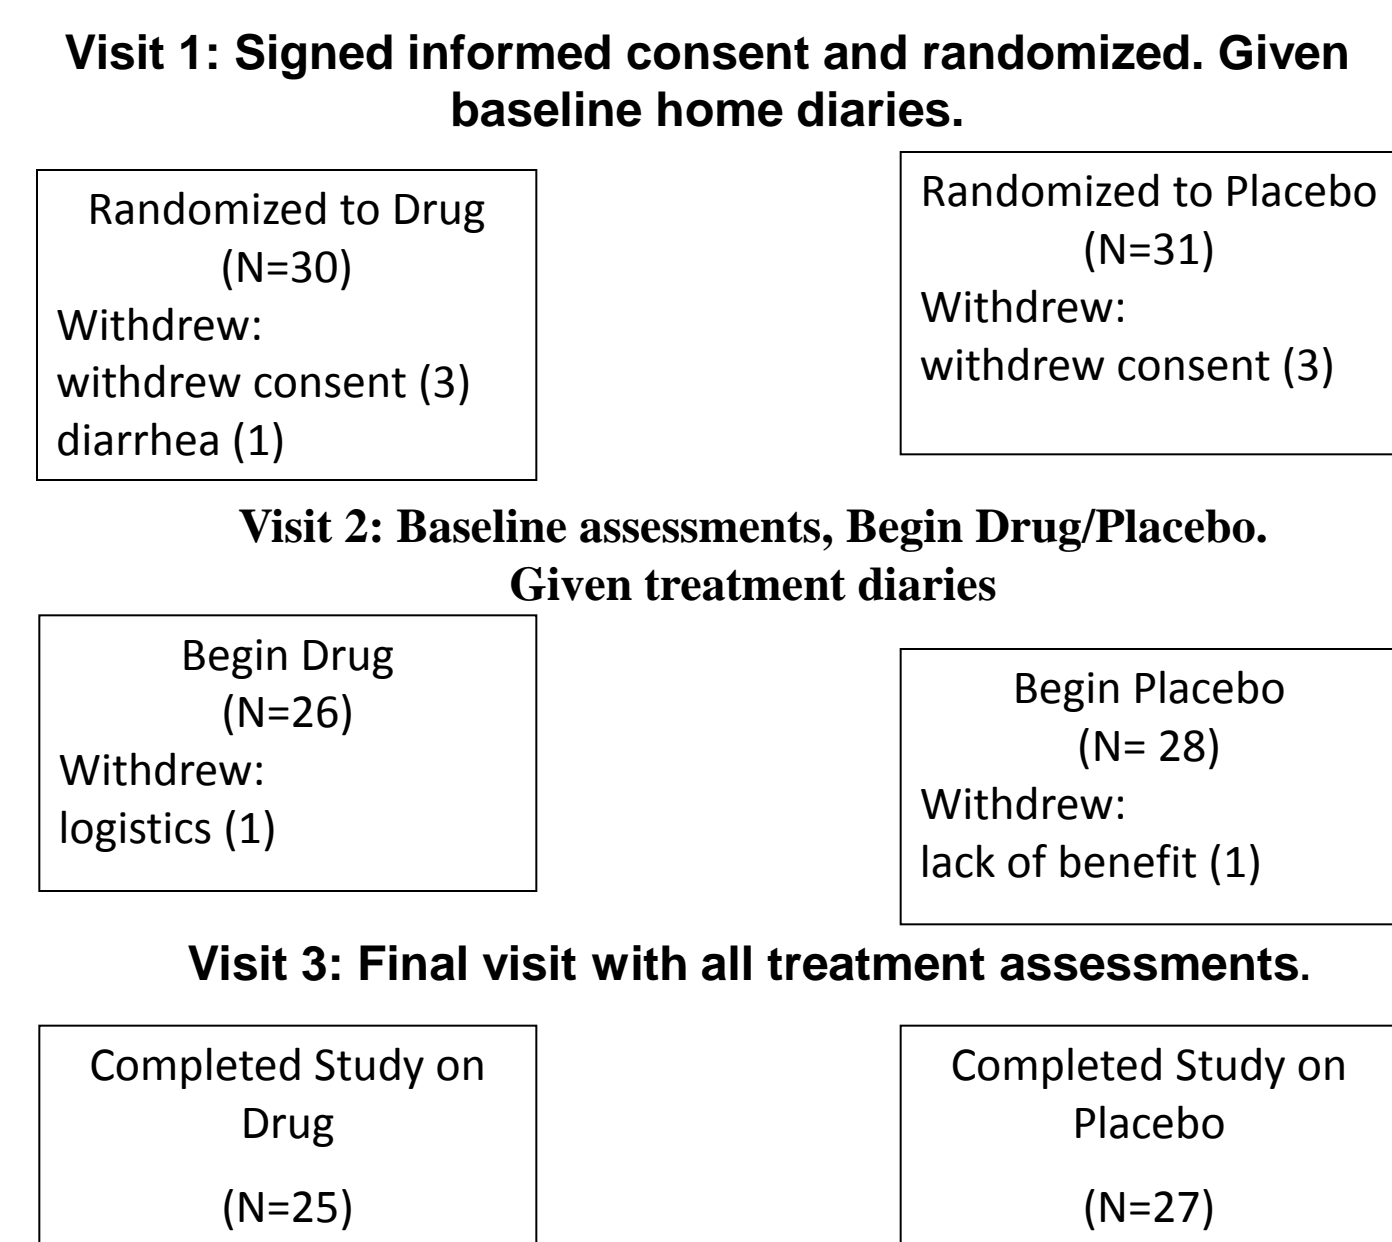 Visit 1: Signed informed consent and randomized. Given
baseline home diaries.
Randomized to Drug
(N=30)
Withdrew:
withdrew consent (3)
diarrhea (1)
Randomized to Placebo
(N=31)
Withdrew:
withdrew consent (3)
Visit 2: Baseline assessments, Begin Drug/Placebo.
Given treatment diaries
Begin Drug
(N=26)
Withdrew:
logistics (1)
Begin Placebo
(N= 28)
Withdrew:
lack of benefit (1)
Visit 3: Final visit with all treatment assessments.
Completed Study on
Drug
(N=25)
Completed Study on
Placebo
(N=27)